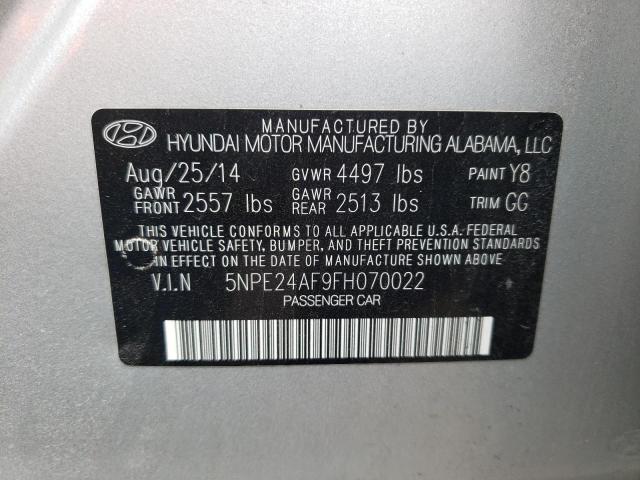 MANUFACTURED BY
HYUNDAI MOTOR MANUFACTURING ALABAMA, LLC
Aug/25/14 GVWR 4497 lbs PAINT Y8
GAWR FRONT 2557 lbs GAWR REAR 2513 lbs TRIM GG
THIS VEHICLE CONFORMS TO ALL APPLICABLE U.S.A. FEDERAL
MOTOR VEHICLE SAFETY, BUMPER, AND THEFT PREVENTION STANDARDS
IN EFFECT ON THE DATE OF MANUFACTURE SHOWN ABOVE.
V.I.N 5NPE24AF9FH070022
PASSENGER CAR